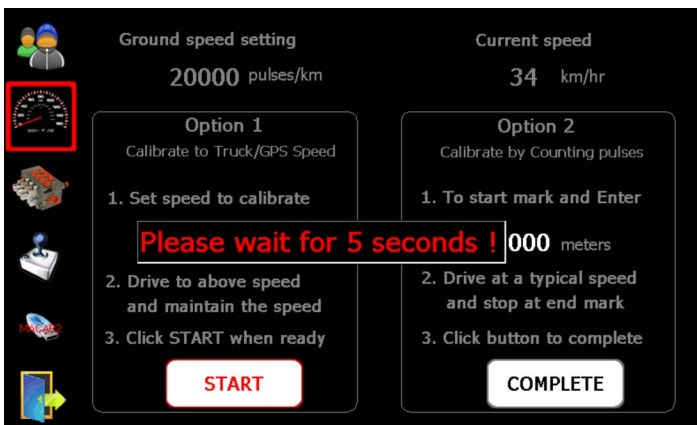 Ground speed setting
20000 pulses/km
Current speed
34 km/hr
Option 1
Calibrate to Truck/GPS Speed
1. Set speed to calibrate
2. Drive to above speed
and maintain the speed
3. Click START when ready
START
Option 2
Calibrate by Counting pulses
1. To start mark and Enter
000 meters
2. Drive at a typical speed
and stop at end mark
3. Click button to complete
COMPLETE
Please wait for 5 seconds !